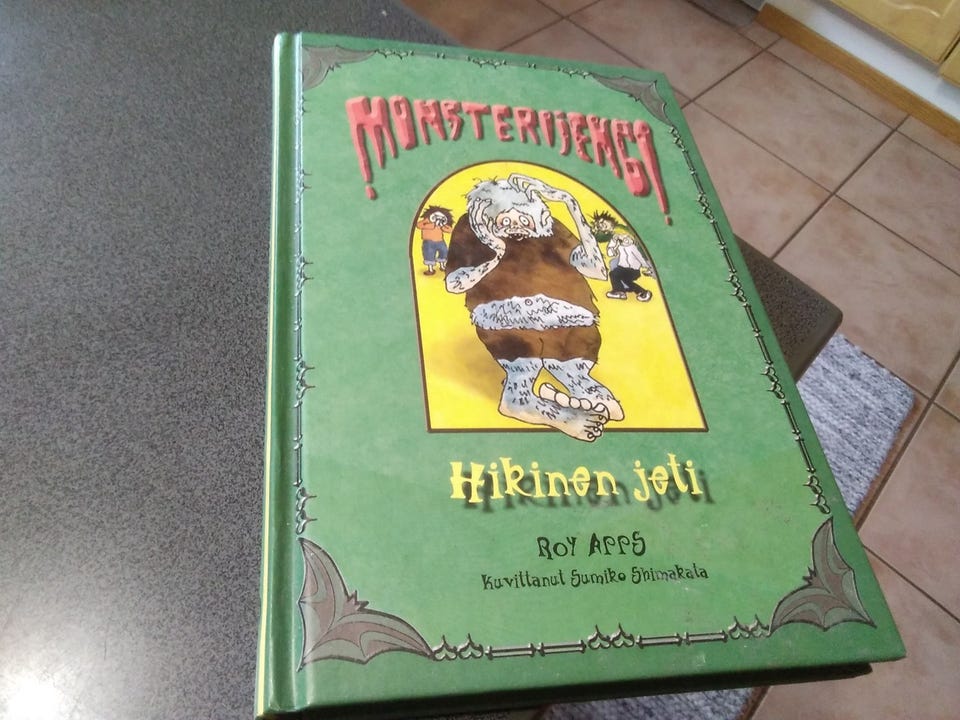 MONSTERIJENGI
Hikinen jeti
ROY APPS
Kuvittanut Sumiko Shimakata